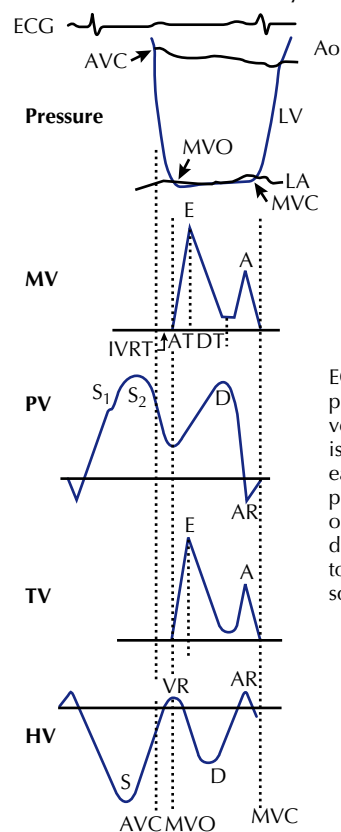 ECG
Ao
AVC
LV
Pressure
MVO
LA
MVC
E
A
MV
IVRT
AT
DT
S1
S2
D
PV
AR
E
A
TV
VR
AR
HV
S
D
AVC
MVO
MVC